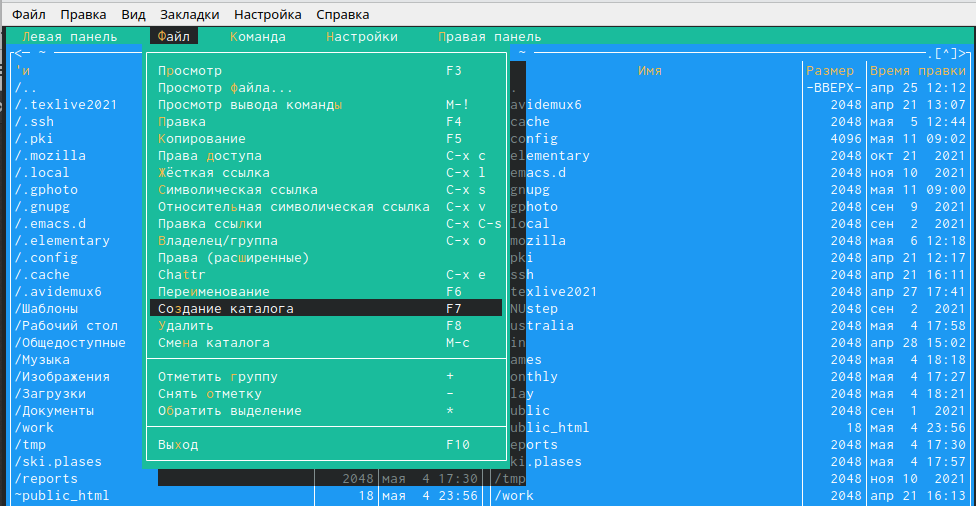 Файл Правка Вид Закладки Настройка Справка
Левая панель Файл Команда Настройки Правая панель
<─ ~ ~ .[^]>
'и Просмотр F3 Имя Размер Время правки
/.. Просмотр файла... . -ВВЕРХ- апр 25 12:12
/.texlive2021 Просмотр вывода команды M-! avidemux6 2048 апр 21 13:07
/.ssh Правка F4 cache 2048 мая 5 12:44
/.pki Копирование F5 config 4096 мая 11 09:02
/.mozilla Права доступа C-x c elementary 2048 окт 21 2021
/.local Жёсткая ссылка C-x l emacs.d 2048 ноя 10 2021
/.gphoto Символическая ссылка C-x s gnupg 2048 мая 11 09:00
/.gnupg Относительная символическая ссылка C-x v gphoto 2048 сен 9 2021
/.emacs.d Правка ссылки C-x C-s local 2048 сен 2 2021
/.elementary Владелец/группа C-x o mozilla 2048 мая 6 12:18
/.config Права (расширенные) pki 2048 апр 21 12:17
/.cache Chattr C-x e ssh 2048 апр 21 16:11
/.avidemux6 Переименование F6 texlive2021 2048 апр 27 17:41
/Шаблоны Создание каталога F7 NUstep 2048 сен 2 2021
/Рабочий стол Удалить F8 ustralia 2048 мая 4 17:58
/Общедоступные Смена каталога M-c in 2048 апр 28 15:02
/Музыка ames 2048 мая 4 18:18
/Изображения Отметить группу + onthly 2048 мая 4 17:27
/Загрузки Снять отметку - lay 2048 мая 4 18:21
/Документы Обратить выделение * ublic 2048 сен 1 2021
/work ublic_html 18 мая 4 23:56
/tmp Выход F10 eports 2048 мая 4 17:30
/ski.plases ki.plases 2048 мая 4 17:57
/reports 2048 мая 4 17:30 /tmp 2048 ноя 10 2021
~public_html 18 мая 4 23:56 /work 2048 апр 21 16:13